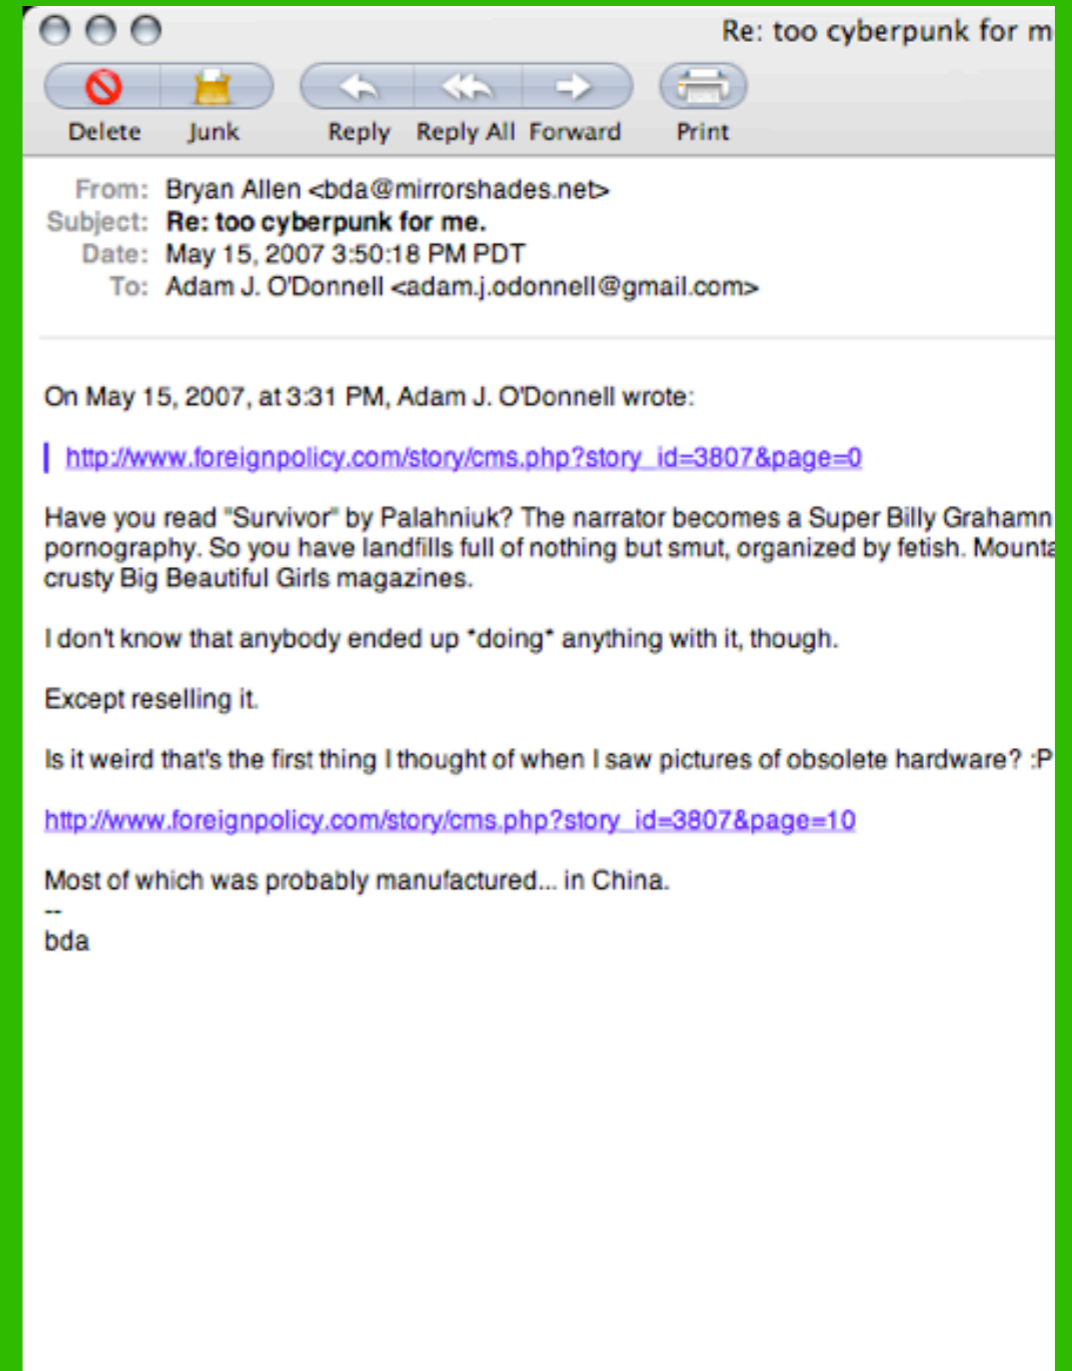 Re: too cyberpunk for m
Delete Junk Reply Reply All Forward Print
From: Bryan Allen <bda@mirrorshades.net>
Subject: Re: too cyberpunk for me.
Date: May 15, 2007 3:50:18 PM PDT
To: Adam J. O'Donnell <adam.j.odonnell@gmail.com>
On May 15, 2007, at 3:31 PM, Adam J. O'Donnell wrote:
http://www.foreignpolicy.com/story/cms.php?story_id=3807&page=0
Have you read "Survivor" by Palahniuk? The narrator becomes a Super Billy Grahamn
pornography. So you have landfills full of nothing but smut, organized by fetish. Mounta
crusty Big Beautiful Girls magazines.
I don't know that anybody ended up *doing* anything with it, though.
Except reselling it.
Is it weird that's the first thing I thought of when I saw pictures of obsolete hardware? :P
http://www.foreignpolicy.com/story/cms.php?story_id=3807&page=10
Most of which was probably manufactured... in China.
--
bda